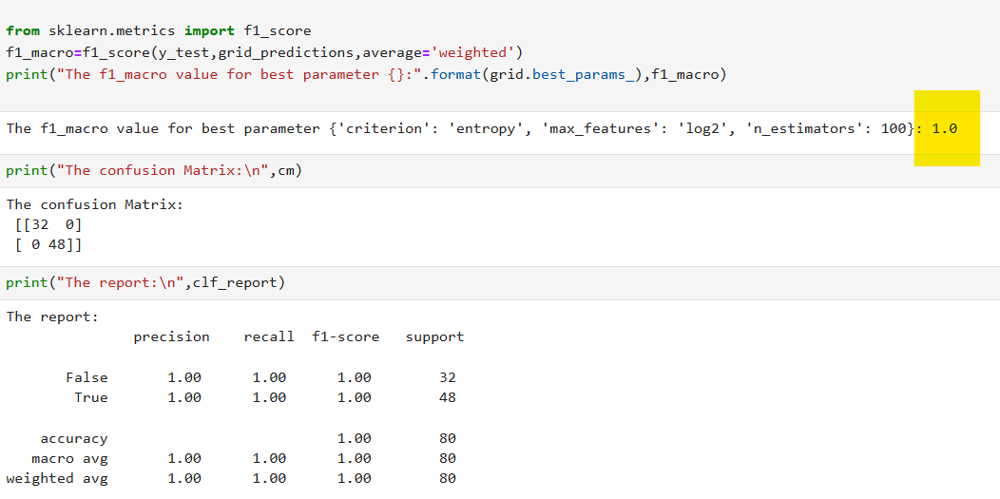 from sklearn.metrics import f1_score
f1_macro=f1_score(y_test,grid_predictions,average='weighted')
print("The f1_macro value for best parameter {}:".format(grid.best_params_),f1_macro)
The f1_macro value for best parameter {'criterion': 'entropy', 'max_features': 'log2', 'n_estimators': 100}: 1.0
print("The confusion Matrix:\n",cm)
The confusion Matrix:
[[32  0]
[ 0 48]]
print("The report:\n",clf_report)
The report:
precision    recall  f1-score   support
False       1.00      1.00      1.00        32
True       1.00      1.00      1.00        48
accuracy                           1.00        80
macro avg       1.00      1.00      1.00        80
weighted avg       1.00      1.00      1.00        80